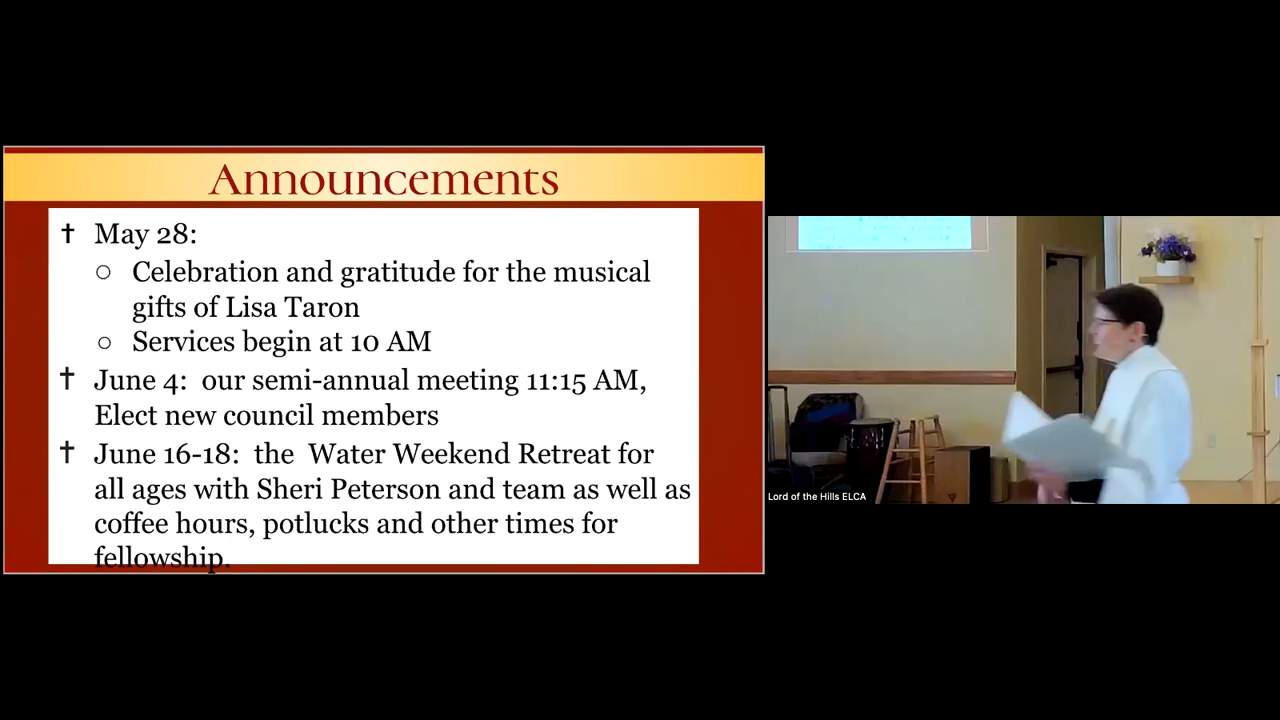 Announcements
✝ May 28:
○ Celebration and gratitude for the musical
gifts of Lisa Taron
○ Services begin at 10 AM
✝ June 4:  our semi-annual meeting 11:15 AM,
Elect new council members
✝ June 16-18:  the  Water Weekend Retreat for
all ages with Sheri Peterson and team as well as
coffee hours, potlucks and other times for
fellowship.
Lord of the Hills ELCA